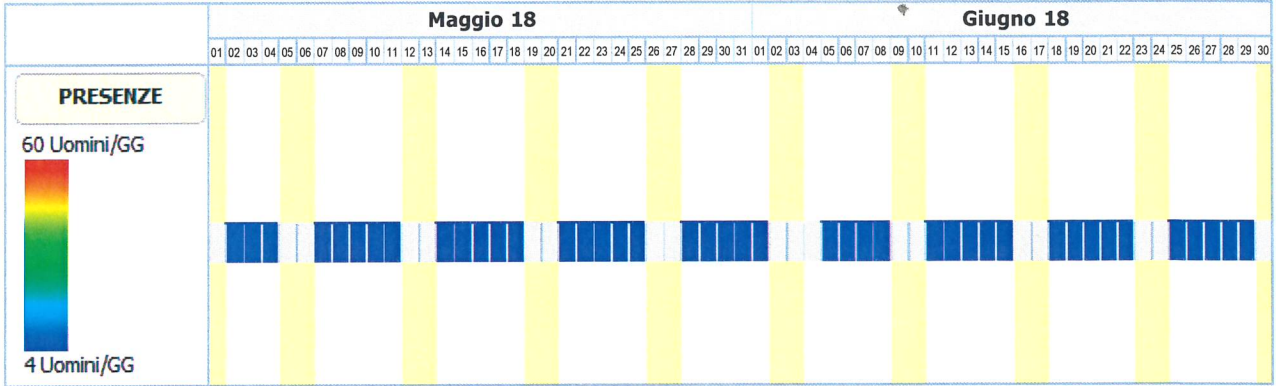 Maggio 18 Giugno 18
01 02 03 04 05 06 07 08 09 10 11 12 13 14 15 16 17 18 19 20 21 22 23 24 25 26 27 28 29 30 31 01 02 03 04 05 06 07 08 09 10 11 12 13 14 15 16 17 18 19 20 21 22 23 24 25 26 27 28 29 30
PRESENZE
60 Uomini/GG
4 Uomini/GG